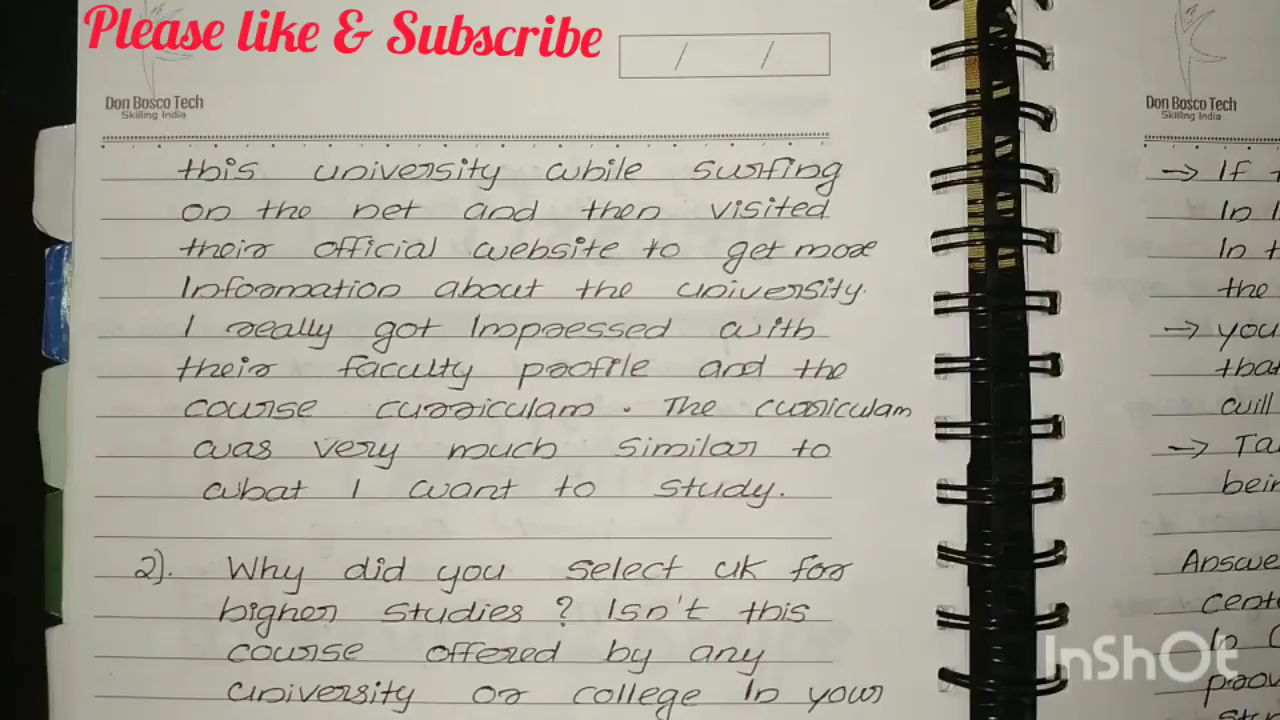 Please like & Subscribe
/ /
Don Bosco Tech
Skilling India
this university while surfing
on the net and then visited
their official website to get more
Information about the university.
I really got Impressed with
their faculty profile and the
course curriculam. The curriculam
was very much similar to
what I want to study.
2). Why did you select uk for
higher studies ? Isn't this
course offered by any
university or college In your
Don Bosco Tech
Skilling India
→ If
In
In
the
→ you
that
will
→
In
InShOt